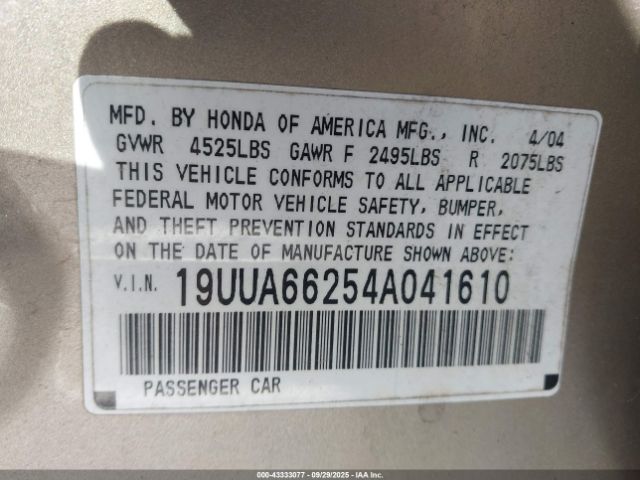 MFD. BY HONDA OF AMERICA MFG., INC. 4/04
GVWR 4525LBS GAWR F 2495LBS R 2075LBS
THIS VEHICLE CONFORMS TO ALL APPLICABLE
FEDERAL MOTOR VEHICLE SAFETY, BUMPER,
AND THEFT PREVENTION STANDARDS IN EFFECT
ON THE DATE OF MANUFACTURE SHOWN ABOVE:
V.I.N. 19UUA66254A041610
PASSENGER CAR
000-43333077 | 09/29/2025 | IAA Inc.